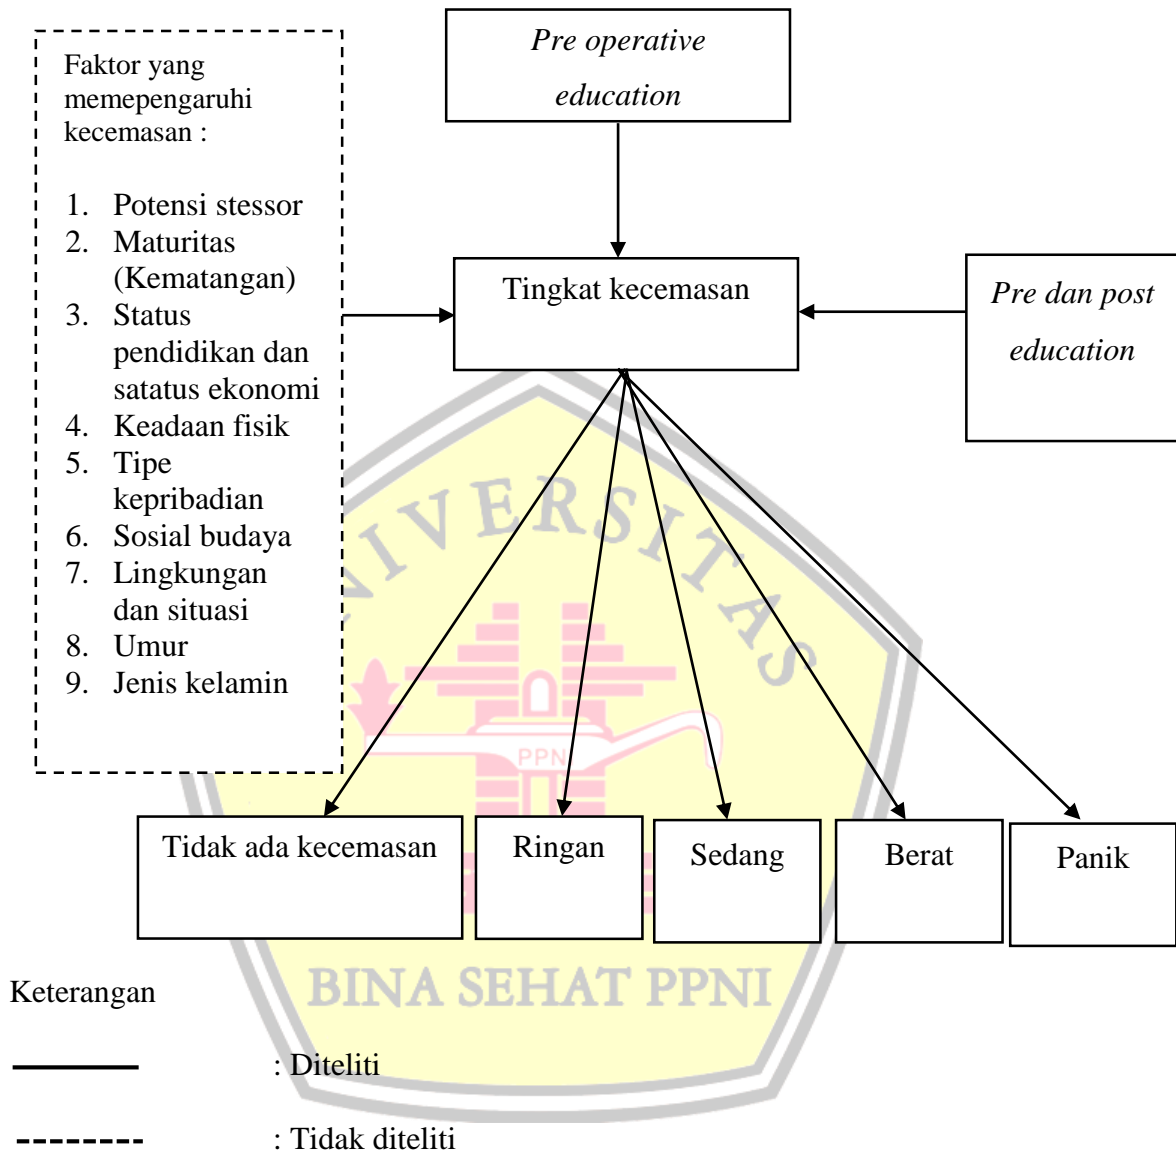 Pre operative
education
Faktor yang
memepengaruhi
kecemasan :
1. Potensi stessor
2. Maturitas
(Kematangan)
3. Status
pendidikan dan
satatus ekonomi
4. Keadaan fisik
5. Tipe
kepribadian
6. Sosial budaya
7. Lingkungan
dan situasi
8. Umur
9. Jenis kelamin
Tingkat kecemasan
Pre dan post
education
UNIVERSITAS
PPNI
Tidak ada kecemasan
Ringan
Sedang
Berat
Panik
BINA SEHAT PPNI
Keterangan
: Diteliti
: Tidak diteliti